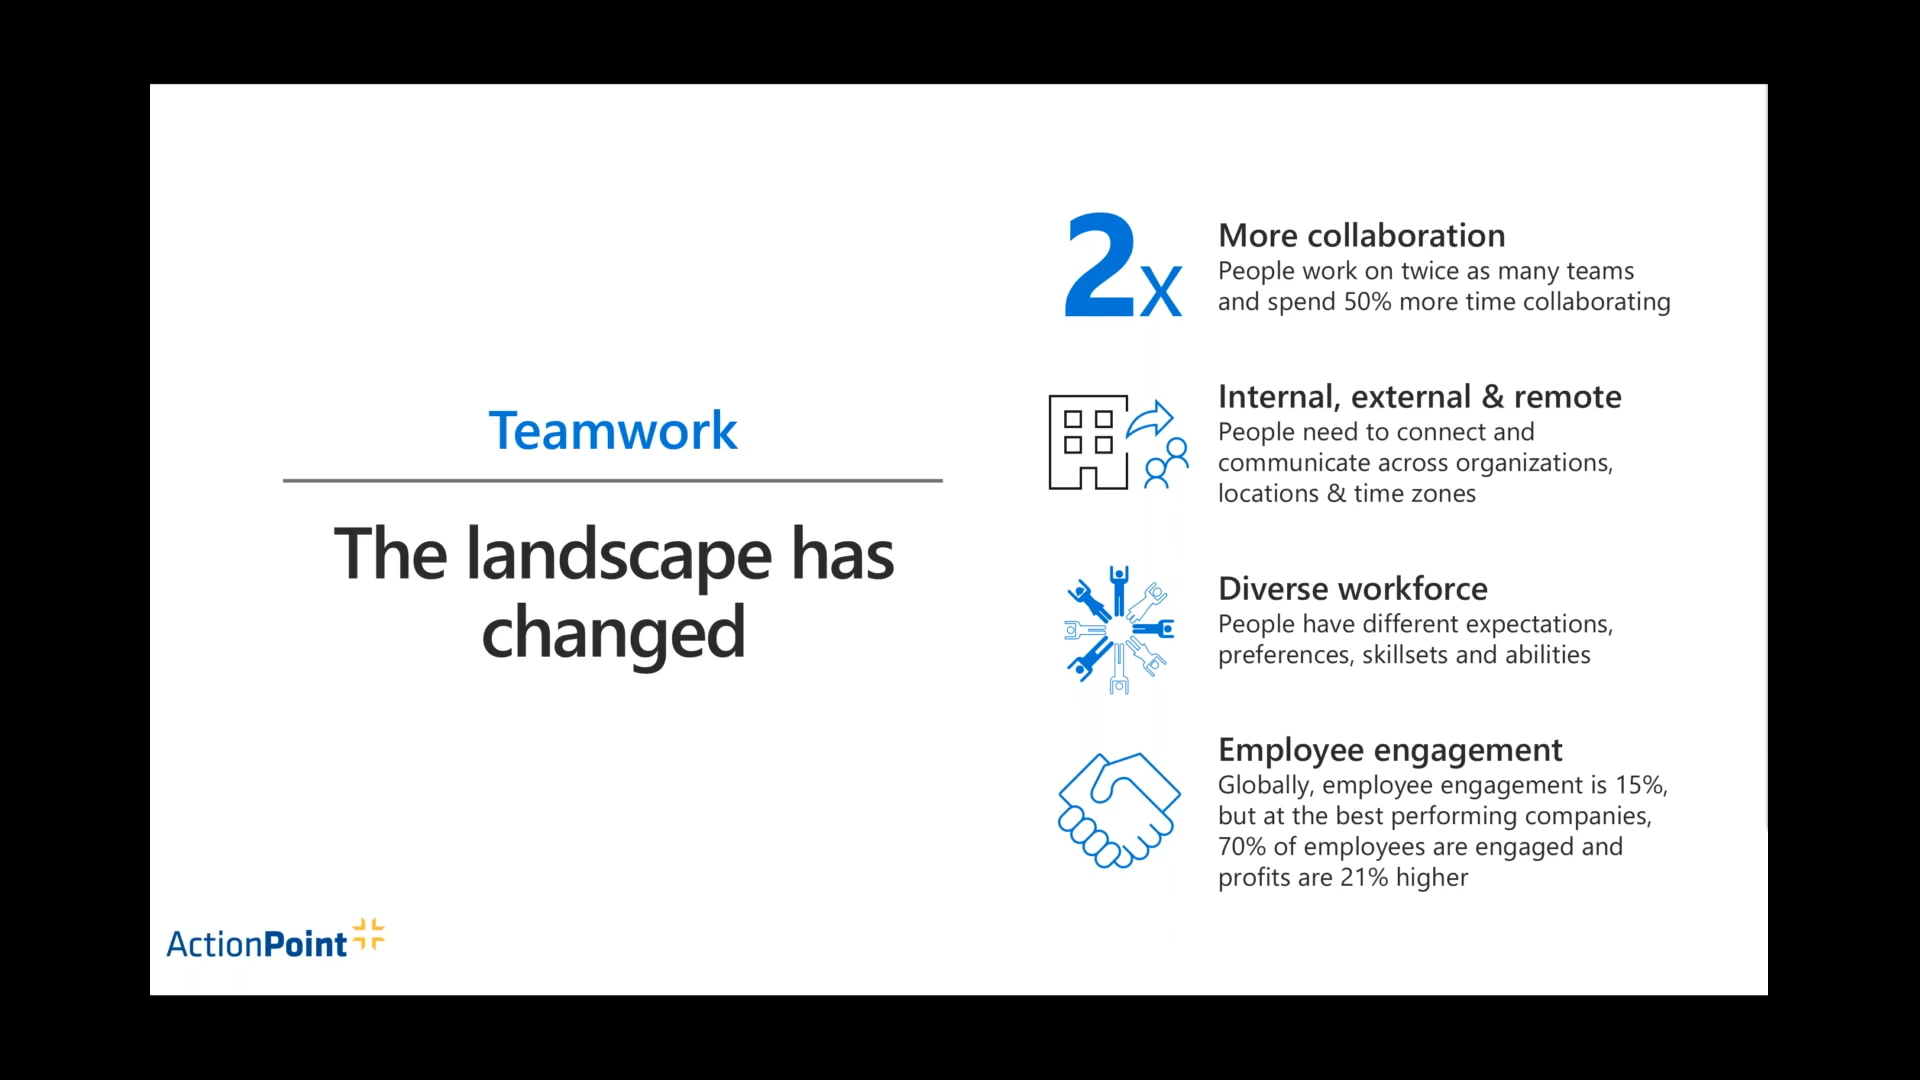 Teamwork
The landscape has
changed
2x
More collaboration
People work on twice as many teams
and spend 50% more time collaborating
Internal, external & remote
People need to connect and
communicate across organizations,
locations & time zones
Diverse workforce
People have different expectations,
preferences, skillsets and abilities
Employee engagement
Globally, employee engagement is 15%,
but at the best performing companies,
70% of employees are engaged and
profits are 21% higher
ActionPoint